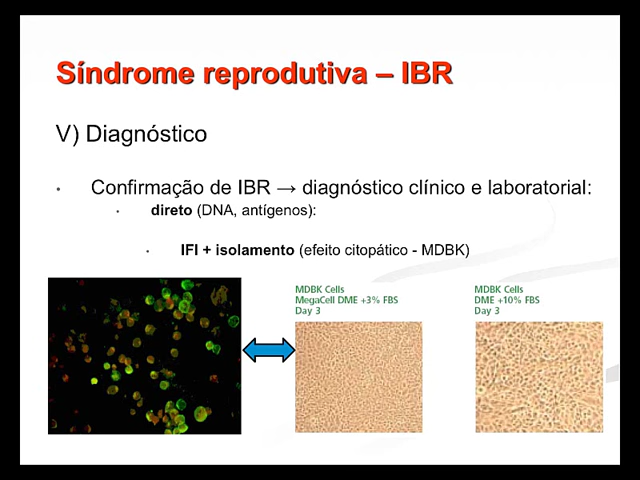 Síndrome reprodutiva – IBR
V) Diagnóstico
• Confirmação de IBR → diagnóstico clínico e laboratorial:
• direto (DNA, antígenos):
• IFI + isolamento (efeito citopático - MDBK)
MDBK Cells
MegaCell DME +3% FBS
Day 3
MDBK Cells
DME +10% FBS
Day 3